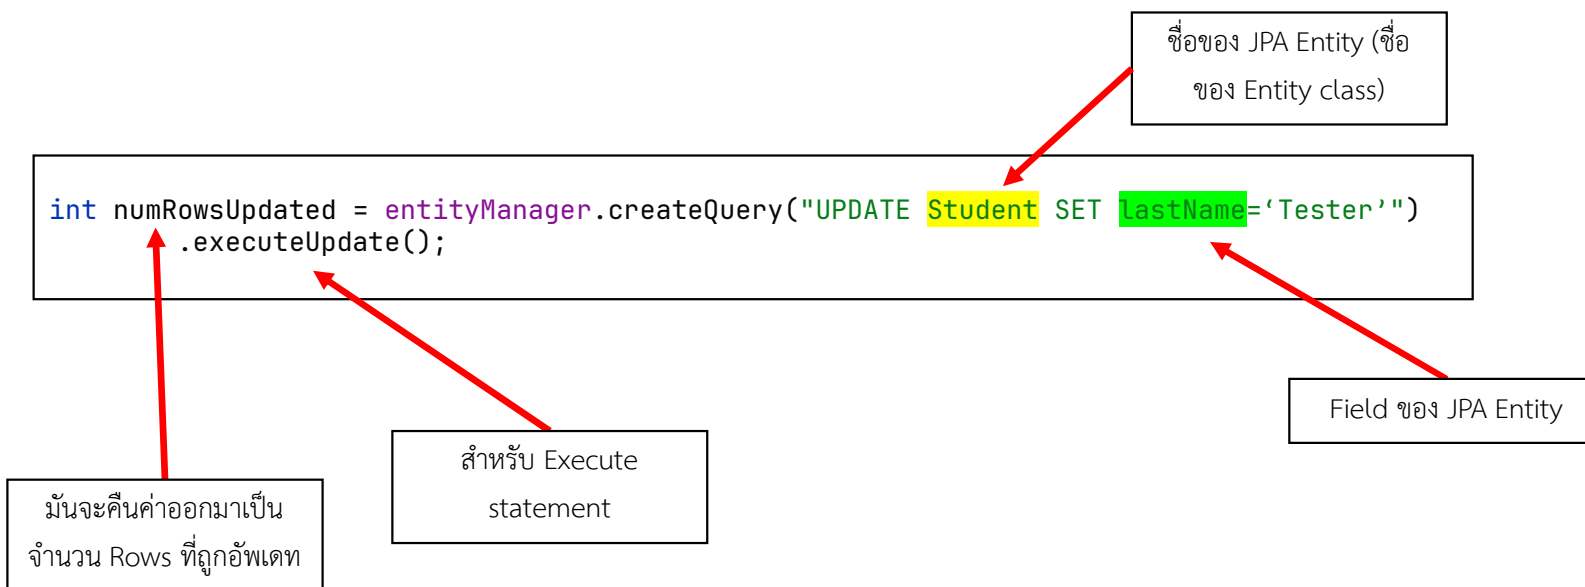 ชื่อของ JPA Entity (ชื่อ
ของ Entity class)
int numRowsUpdated = entityManager.createQuery("UPDATE Student SET lastName=‘Tester’")
.executeUpdate();
Field ของ JPA Entity
สำหรับ Execute
statement
มันจะคืนค่าออกมาเป็น
จำนวน Rows ที่ถูกอัพเดท